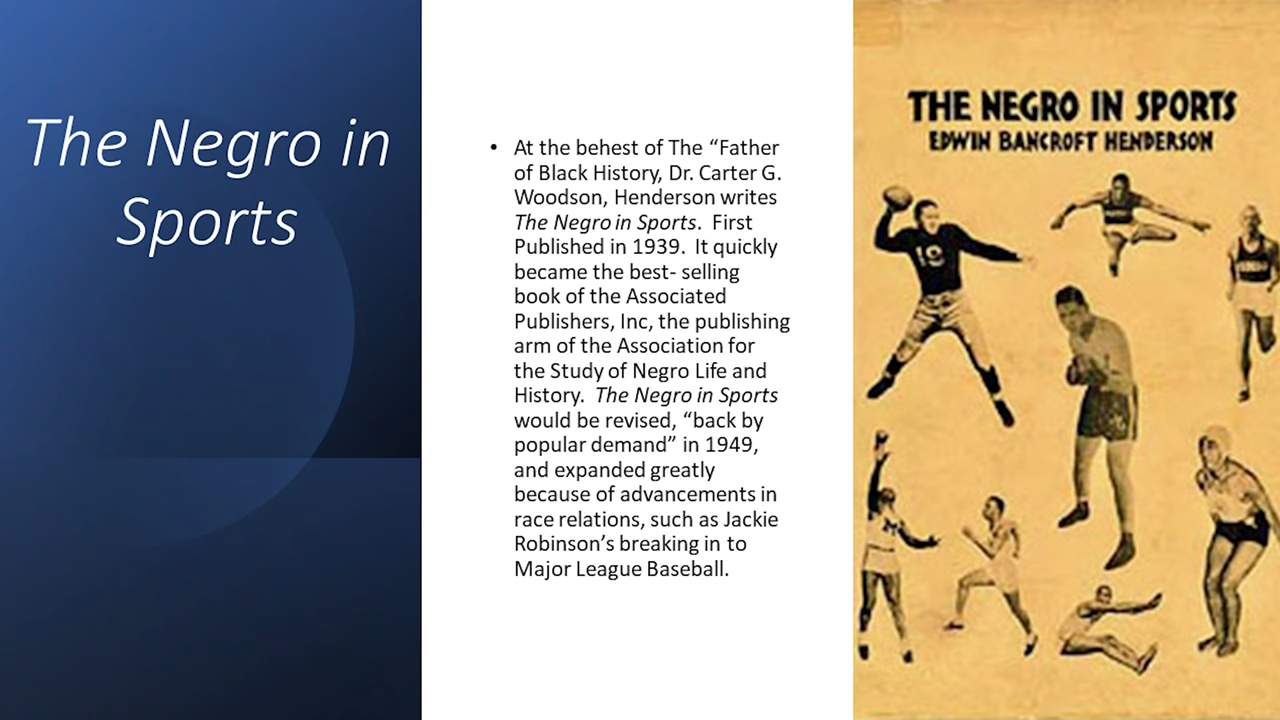 The Negro in
Sports
• At the behest of The “Father
of Black History, Dr. Carter G.
Woodson, Henderson writes
The Negro in Sports.  First
Published in 1939.  It quickly
became the best- selling
book of the Associated
Publishers, Inc, the publishing
arm of the Association for
the Study of Negro Life and
History.  The Negro in Sports
would be revised, “back by
popular demand” in 1949,
and expanded greatly
because of advancements in
race relations, such as Jackie
Robinson’s breaking in to
Major League Baseball.
THE NEGRO IN SPORTS
EDWIN BANCROFT HENDERSON
19